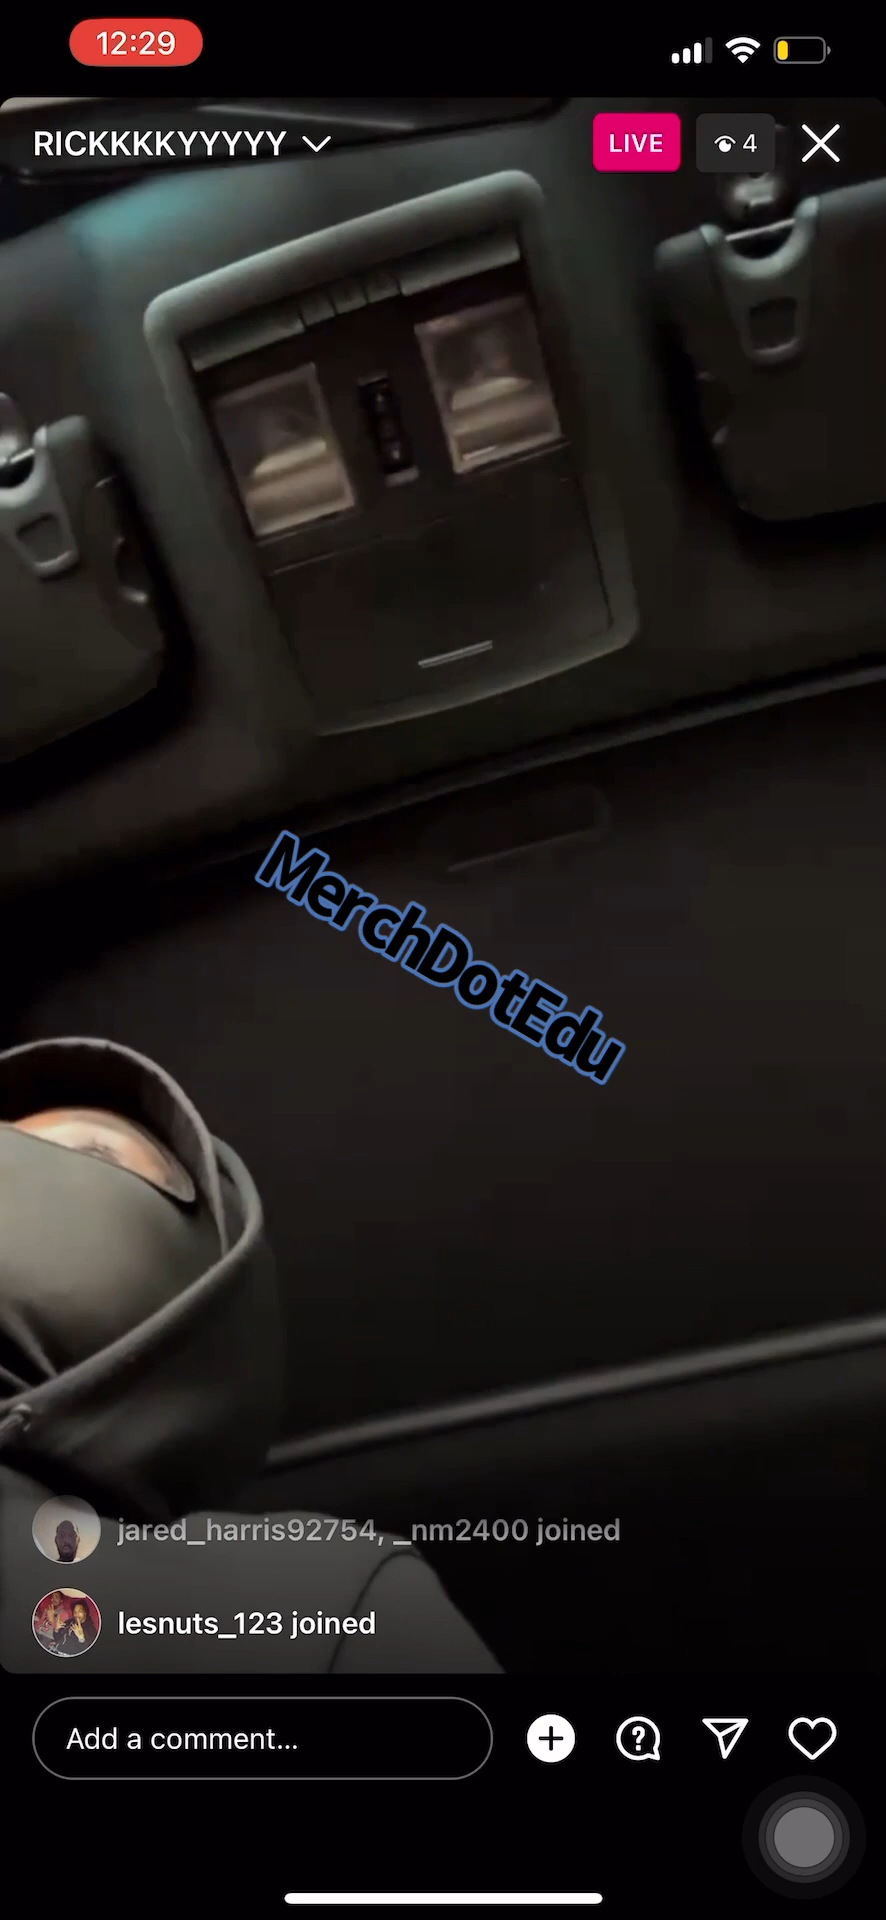 12:29
RICKKKKYYYYY
LIVE
4
MerchDotEdu
jared_harris92754, _nm2400 joined
lesnuts_123 joined
Add a comment...